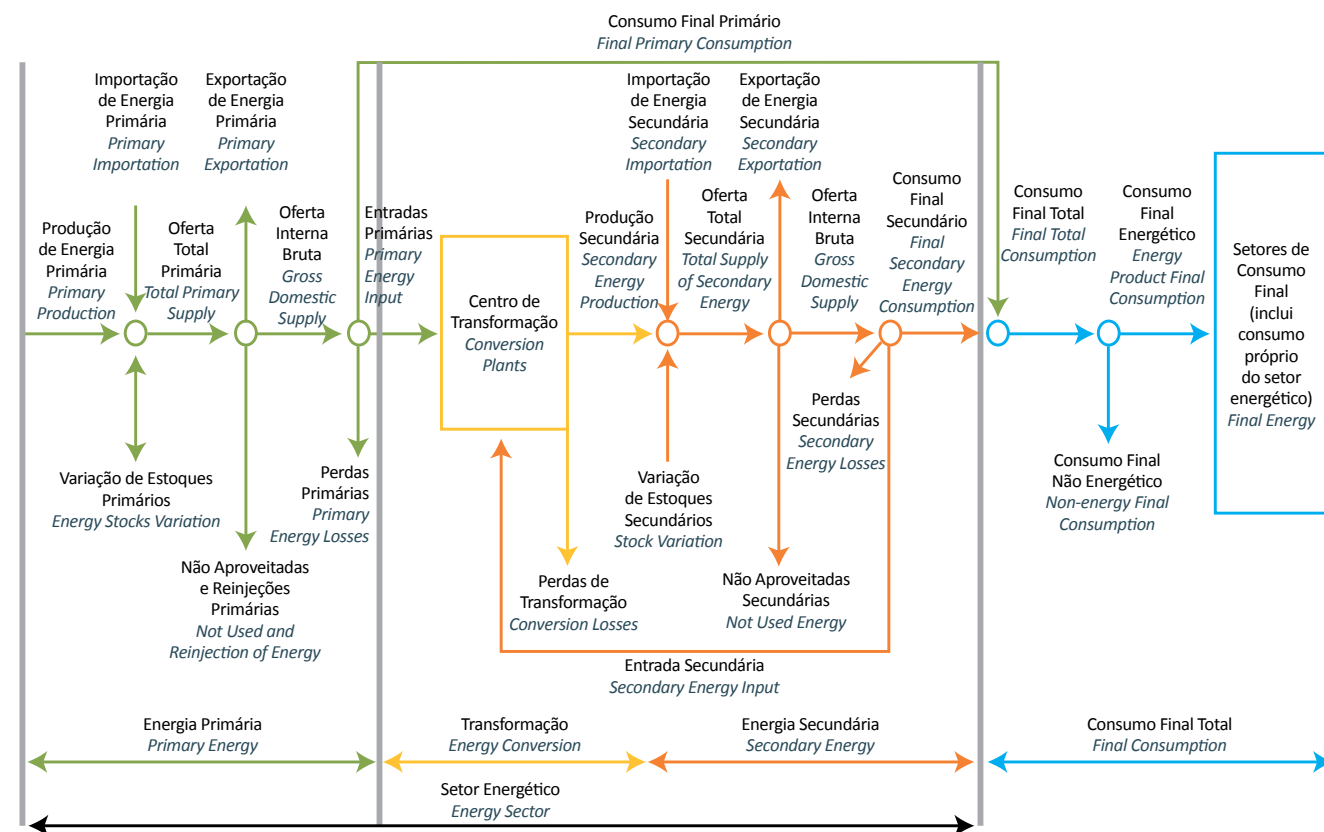 Consumo Final Primário
Final Primary Consumption
Importação
de Energia
Primária
Primary
Importation
Exportação
de Energia
Primária
Primary
Exportation
Importação
de Energia
Secundária
Secondary
Importation
Exportação
de Energia
Secundária
Secondary
Exportation
Produção
de Energia
Primária
Primary
Production
Oferta
Total
Primária
Total Primary
Supply
Oferta
Interna
Bruta
Gross
Domestic
Supply
Entradas
Primárias
Primary
Energy
Input
Centro de
Transformação
Conversion
Plants
Produção
Secundária
Secondary
Energy
Production
Oferta
Total
Secundária
Total Supply
of Secondary
Energy
Oferta
Interna
Bruta
Gross
Domestic
Supply
Consumo
Final
Secundário
Final
Secondary
Energy
Consumption
Consumo
Final Total
Final Total
Consumption
Consumo
Final
Energético
Energy
Product Final
Consumption
Setores de
Consumo
Final
(inclui
consumo
próprio
do setor
energético)
Final Energy
Variação de Estoques
Primários
Energy Stocks Variation
Perdas
Primárias
Primary
Energy Losses
Não Aproveitadas
e Reinjeções
Primárias
Not Used and
Reinjection of Energy
Perdas de
Transformação
Conversion Losses
Variação
de Estoques
Secundários
Stock Variation
Perdas
Secundárias
Secondary
Energy Losses
Não Aproveitadas
Secundárias
Not Used Energy
Consumo Final
Não Energético
Non-energy Final
Consumption
Entrada Secundária
Secondary Energy Input
Energia Primária
Primary Energy
Transformação
Energy Conversion
Energia Secundária
Secondary Energy
Consumo Final Total
Final Consumption
Setor Energético
Energy Sector